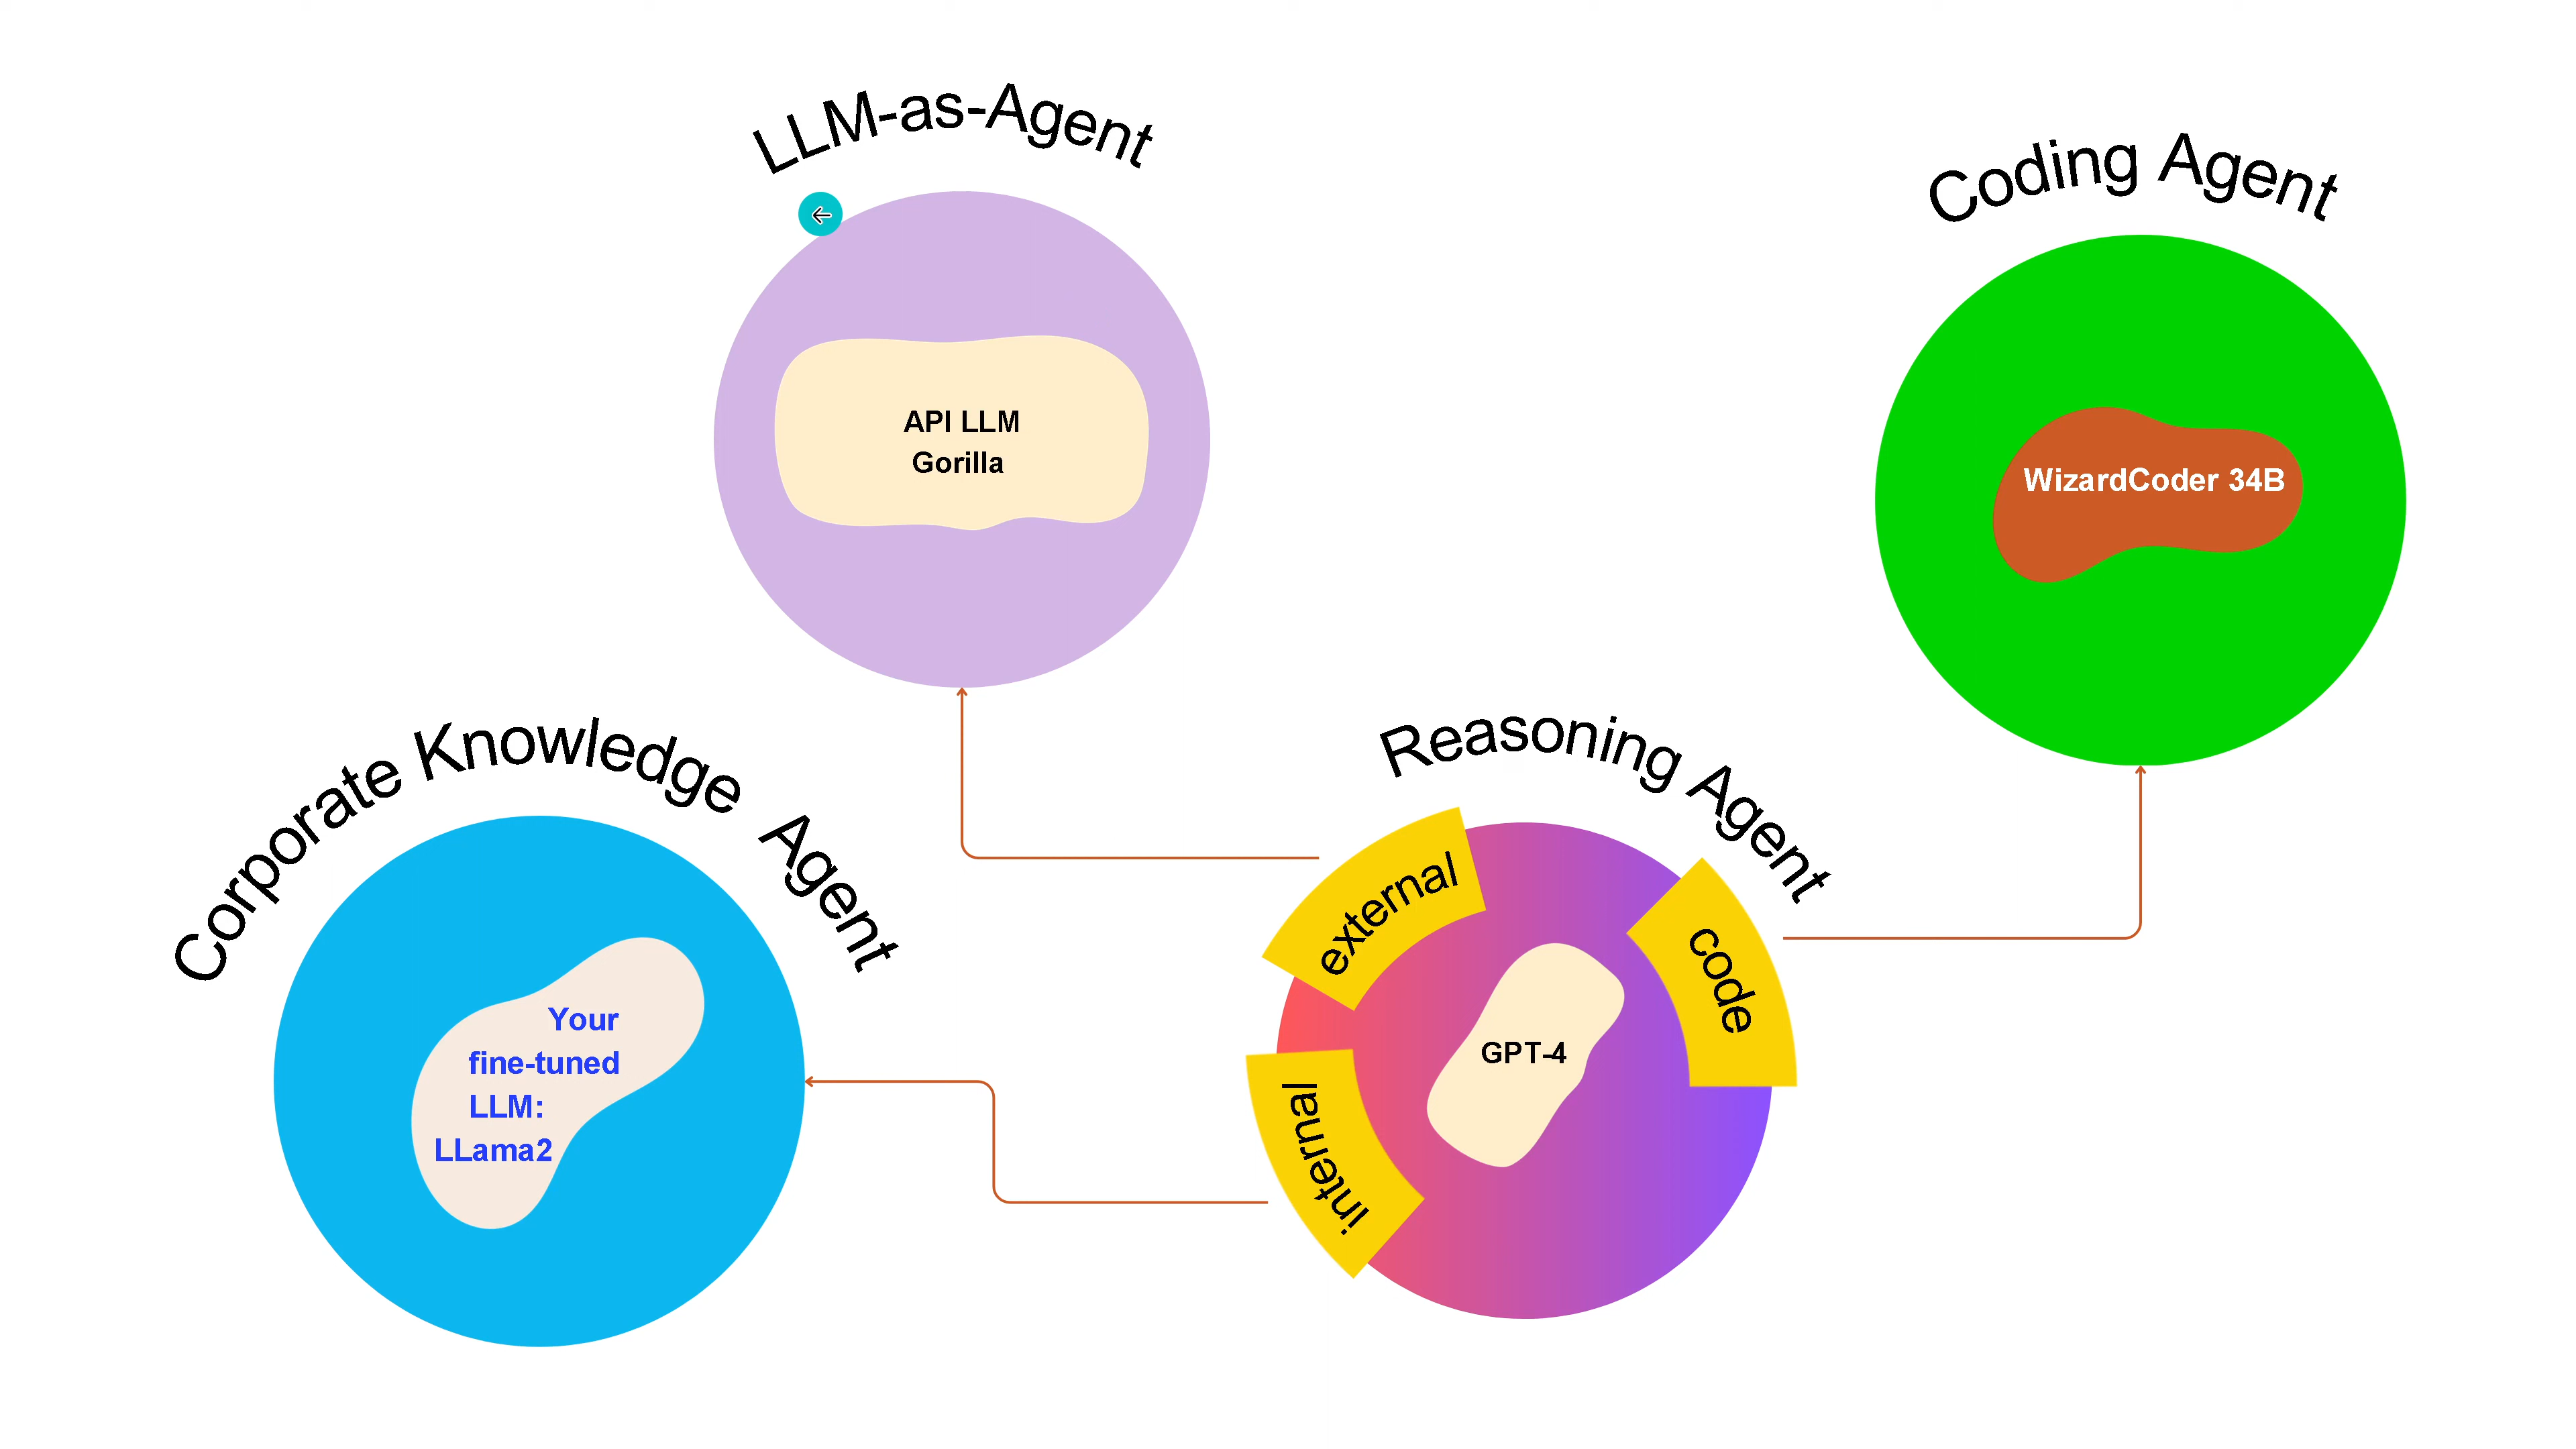 LLM-as-Agent
API LLM
Gorilla
Coding Agent
WizardCoder 34B
Corporate Knowledge Agent
Your
fine-tuned
LLM:
LLama2
Reasoning Agent
external
code
internal
GPT-4